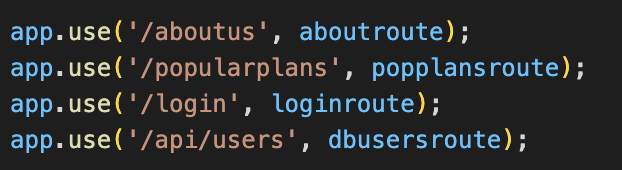 app.use('/aboutus', aboutroute);
app.use('/popularplans', popplansroute);
app.use('/login', loginroute);
app.use('/api/users', dbusersroute);